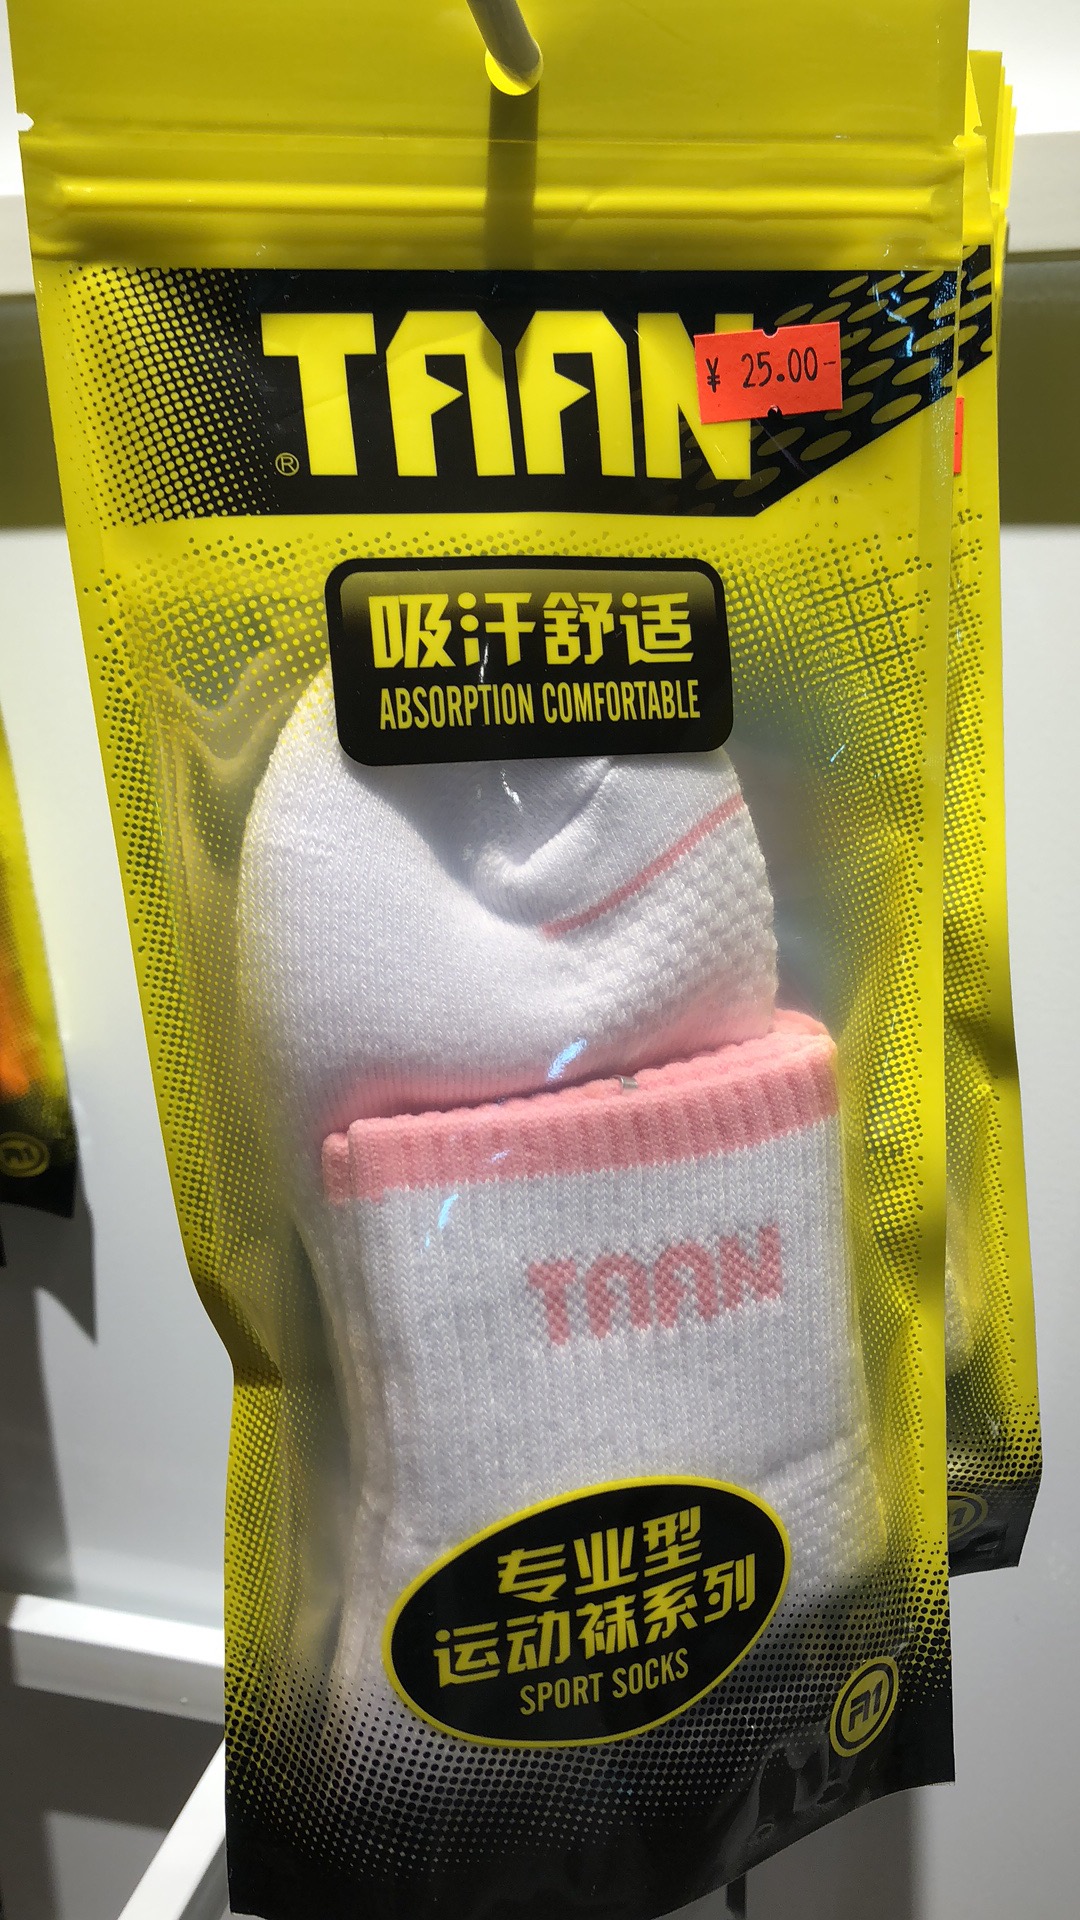 TAAN
®
¥ 25.00-
吸汗舒适
ABSORPTION COMFORTABLE
TAAN
专业型
运动袜系列
SPORT SOCKS